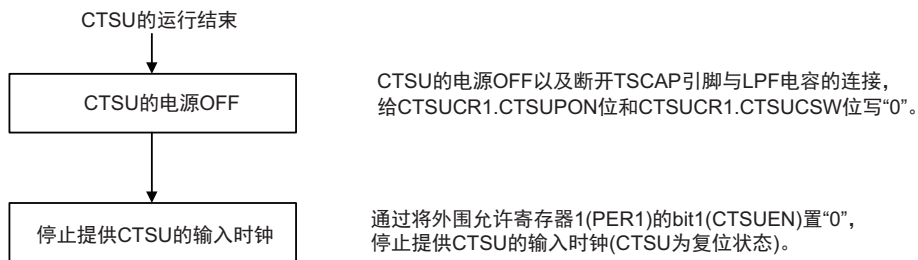 CTSU的运行结束
CTSU的电源OFF
CTSU的电源OFF以及断开TSCAP引脚与LPF电容的连接，
给CTSUCR1.CTSUPON位和CTSUCR1.CTSUCSW位写“0”。
停止提供CTSU的输入时钟
通过将外围允许寄存器1(PER1)的bit1(CTSUEN)置“0”，
停止提供CTSU的输入时钟(CTSU为复位状态)。